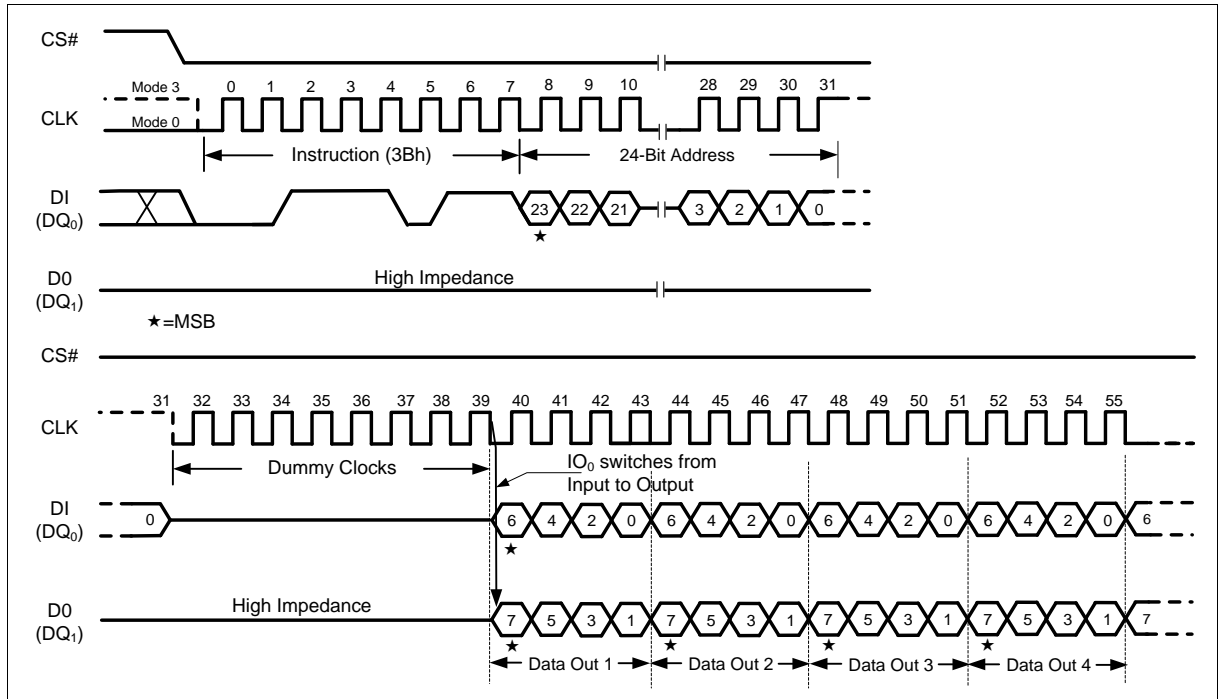 CS#
Mode 3 0 1 2 3 4 5 6 7 8 9 10 28 29 30 31
CLK
Mode 0
Instruction (3Bh) 24-Bit Address
DI
(DQ0) 23 22 21 3 2 1 0
★
D0
(DQ1) High Impedance
★=MSB
CS#
31 32 33 34 35 36 37 38 39 40 41 42 43 44 45 46 47 48 49 50 51 52 53 54 55
CLK
Dummy Clocks
IO0 switches from
Input to Output
DI
(DQ0) 0 6 4 2 0 6 4 2 0 6 4 2 0 6 4 2 0 6
★
D0
(DQ1) High Impedance 7 5 3 1 7 5 3 1 7 5 3 1 7 5 3 1 7
★ ★ ★ ★
Data Out 1 Data Out 2 Data Out 3 Data Out 4